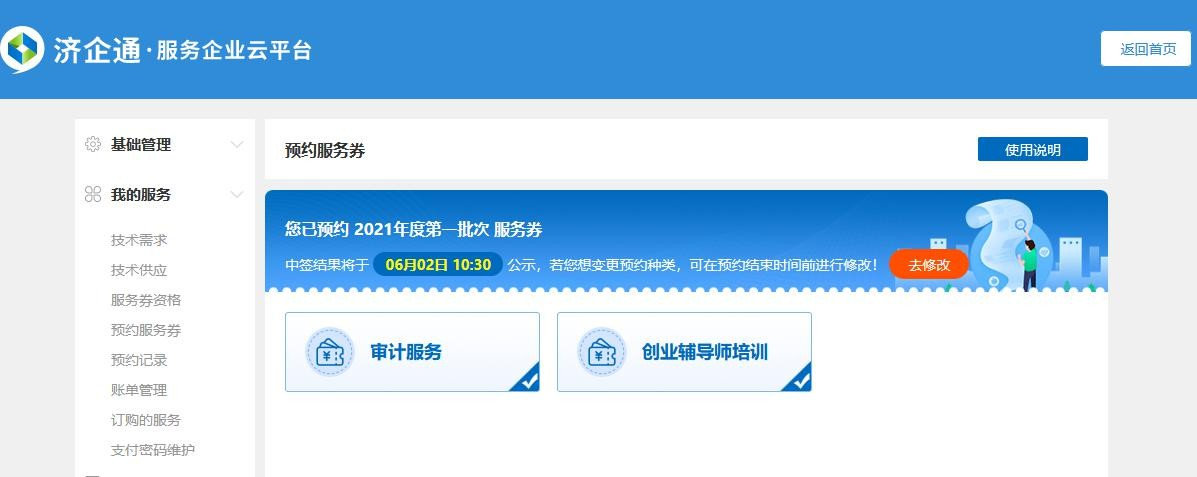 济企通·服务企业云平台
返回首页
基础管理
我的服务
技术需求
技术供应
服务券资格
预约服务券
预约记录
账单管理
订购的服务
支付密码维护
预约服务券
使用说明
您已预约 2021年度第一批次 服务券
中签结果将于 06月02日 10:30 公示，若您想变更预约种类，可在预约结束时间前进行修改！ 去修改
审计服务
创业辅导师培训